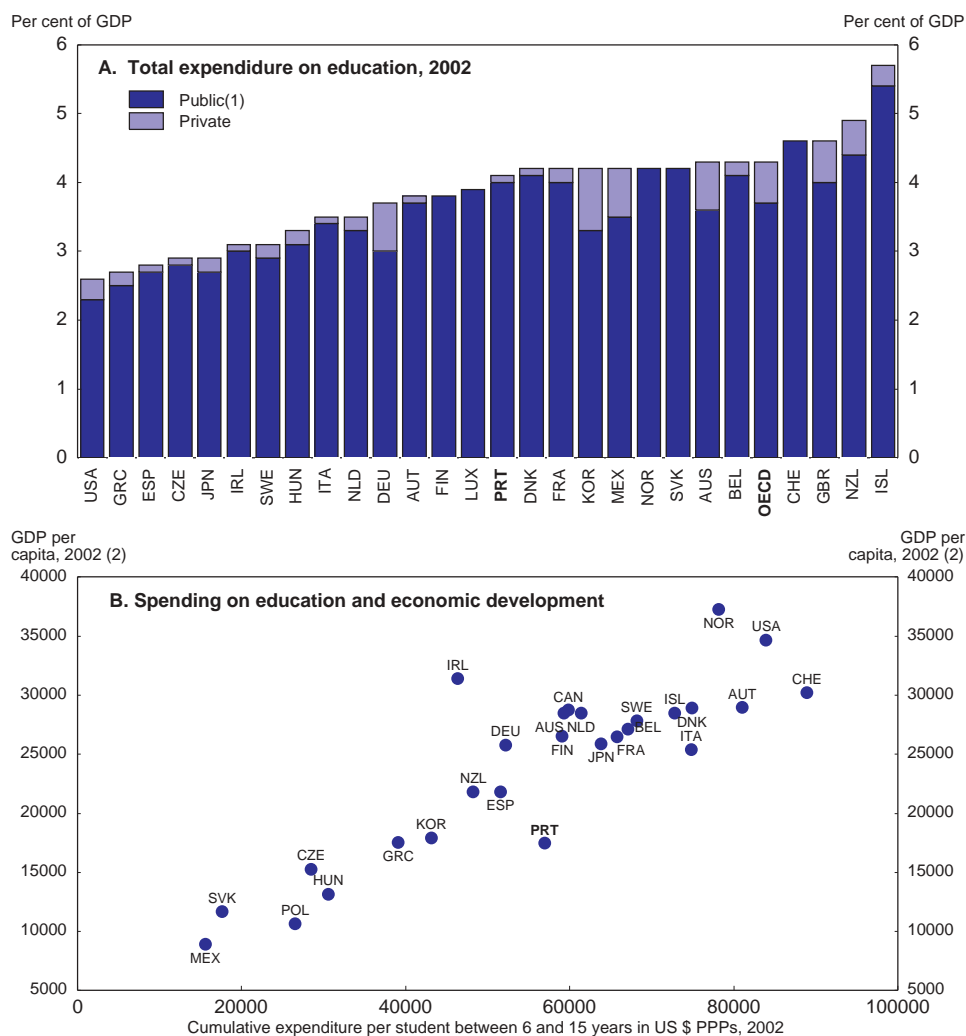 Per cent of GDP Per cent of GDP
6 6
A. Total expendidure on education, 2002
Public(1)
5 5
Private
4 4
3 3
2 2
1 1
0 0
USA GRC ESP CZE JPN IRL SWE HUN ITA NLD DEU AUT FIN LUX PRT DNK FRA KOR MEX NOR SVK AUS BEL OECD CHE GBR NZL ISL
GDP per GDP per
capita, 2002 (2) capita, 2002 (2)
40000 40000
B. Spending on education and economic development
NOR USA
35000 35000
IRL CHE
30000 30000
CAN ISL AUT
SWE
AUS NLD BEL DNK
DEU FIN JPN FRA ITA
25000 25000
NZL
ESP
20000 20000
KOR PRT
GRC
CZE
15000 15000
HUN
SVK POL
10000 10000
MEX
5000 5000
0 20000 40000 60000 80000 100000
Cumulative expenditure per student between 6 and 15 years in US $ PPPs, 2002